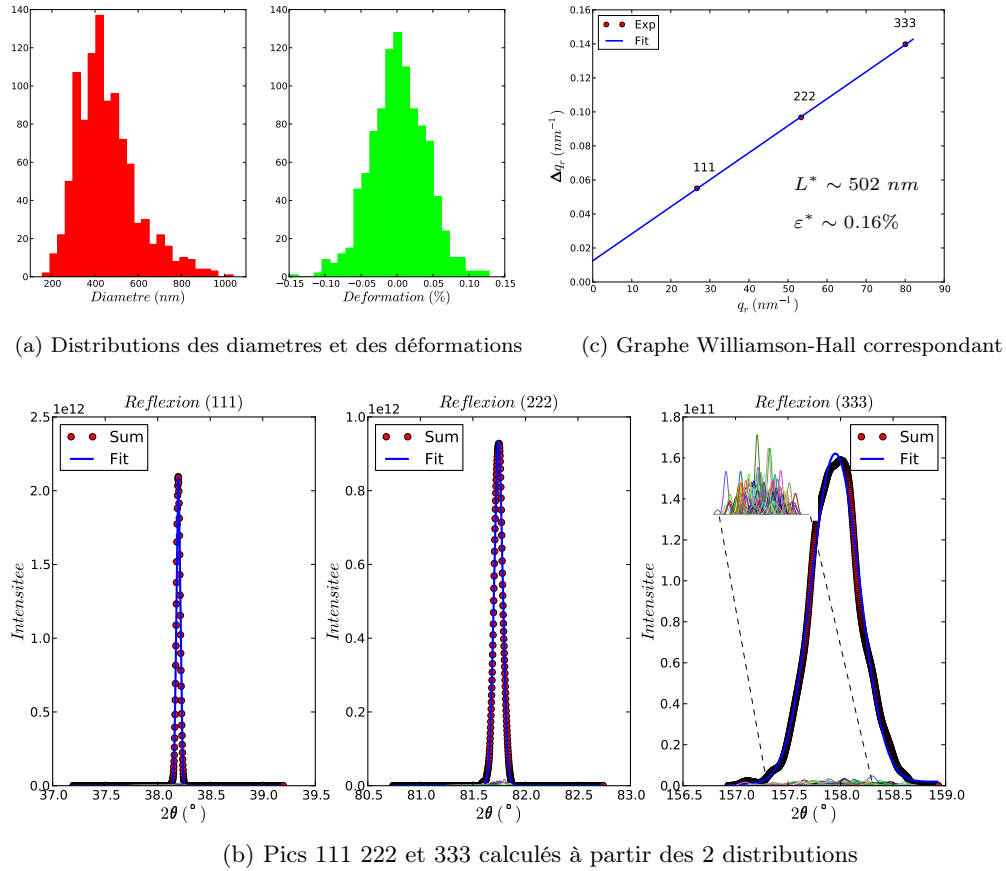 140
120
100
80
60
40
20
0
200 400 600 800 1000
Diametre (nm)
140
120
100
80
60
40
20
0
−0.15 −0.10 −0.05 0.00 0.05 0.10 0.15
Deformation (%)
(a) Distributions des diametres et des déformations
0.16
0.14
0.12
0.10
0.08
0.06
0.04
0.02
0.00
Δq_r (nm⁻¹)
Exp
Fit
111
222
333
L* ∼ 502 nm
ε* ∼ 0.16%
0 10 20 30 40 50 60 70 80 90
q_r (nm⁻¹)
(c) Graphe Williamson-Hall correspondant
Reflexion (111)
1e12
2.5
2.0
1.5
1.0
0.5
0.0
Intensitee
Sum
Fit
37.0 37.5 38.0 38.5 39.0 39.5
2θ (°)
Reflexion (222)
1e12
1.0
0.8
0.6
0.4
0.2
0.0
Intensitee
Sum
Fit
80.5 81.0 81.5 82.0 82.5 83.0
2θ (°)
Reflexion (333)
1e11
1.8
1.6
1.4
1.2
1.0
0.8
0.6
0.4
0.2
0.0
Intensitee
Sum
Fit
156.5 157.0 157.5 158.0 158.5 159.0
2θ (°)
(b) Pics 111 222 et 333 calculés à partir des 2 distributions